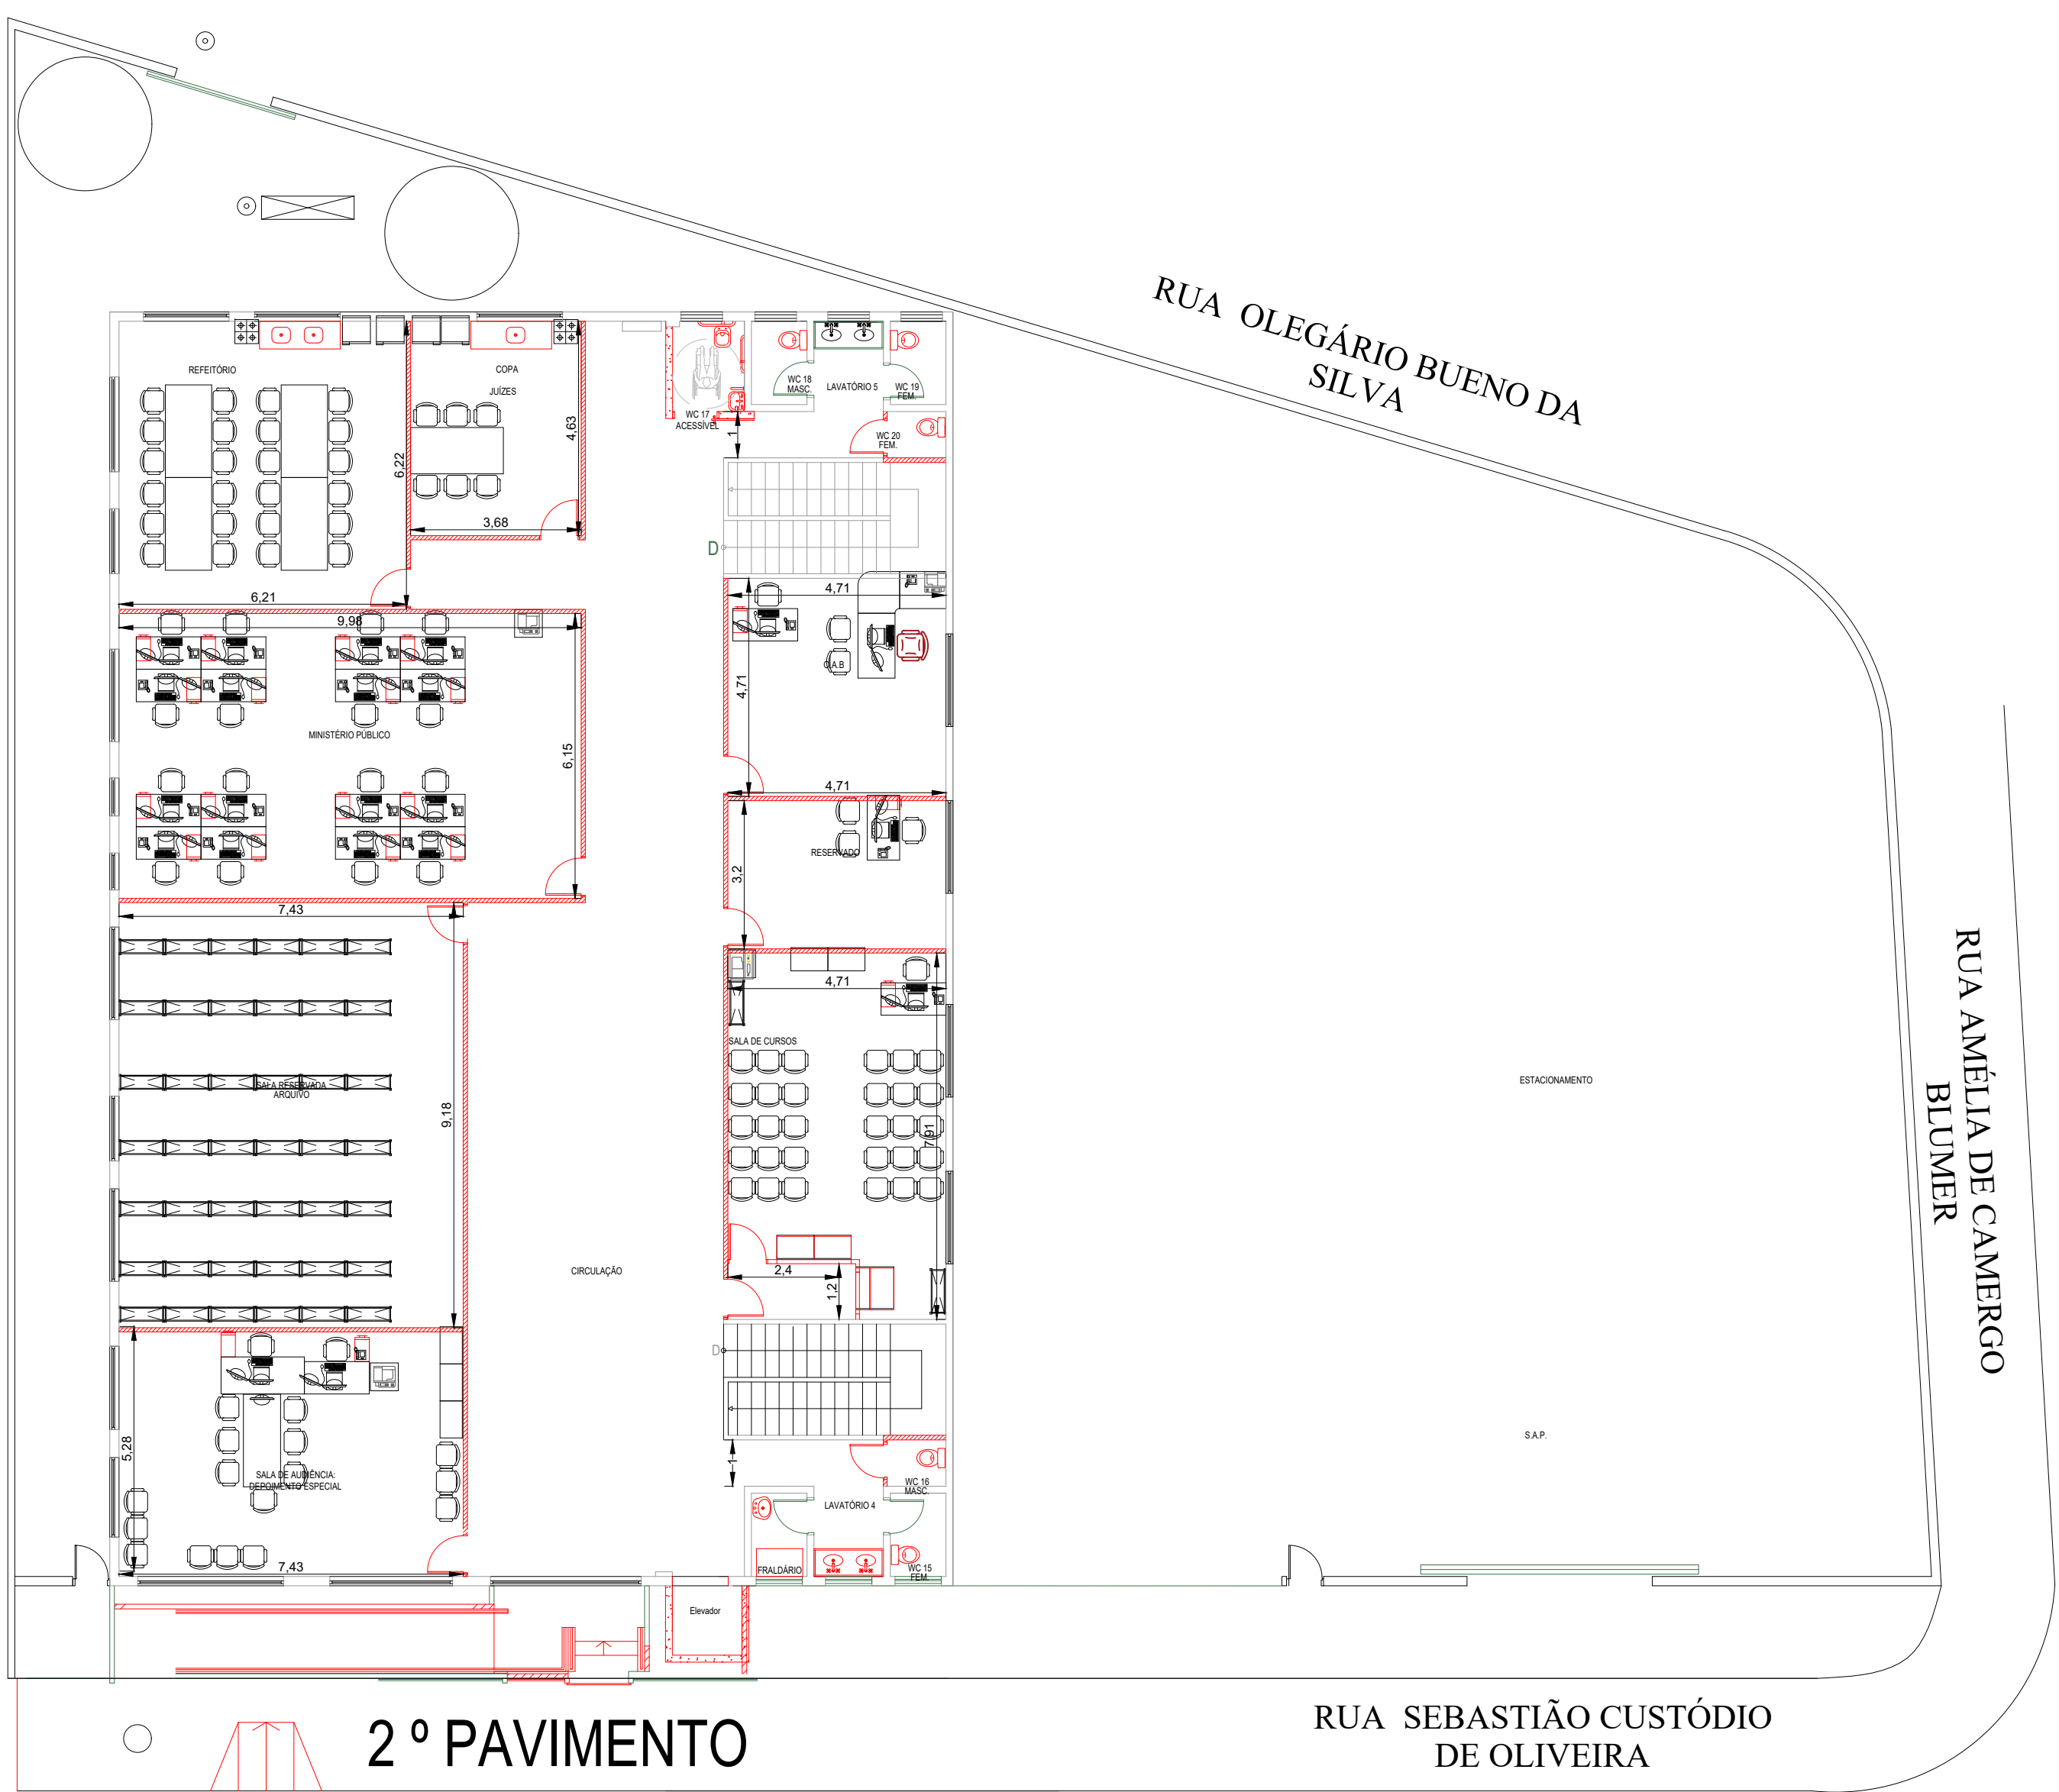 RUA OLEGÁRIO BUENO DA
SILVA
REFEITÓRIO
COPA
JUÍZES
WC 17
ACESSÍVEL
WC 18
MASC.
LAVATÓRIO 5
WC 19
FEM.
WC 20
FEM.
1
4,63
6,22
3,68
D
6,21
9,98
4,71
O.A.B
4,71
MINISTÉRIO PÚBLICO
6,15
4,71
RESERVADO
3,2
7,43
4,71
SALA DE CURSOS
SALA RESERVADA
ARQUIVO
9,18
7,91
ESTACIONAMENTO
RUA AMÉLIA DE CAMERGO
BLUMER
CIRCULAÇÃO
2,4
1,2
D
5,28
S.A.P.
1
SALA DE AUDIÊNCIA:
DEPOIMENTO ESPECIAL
WC 16
MASC.
LAVATÓRIO 4
7,43
FRALDÁRIO
WC 15
FEM.
Elevador
2 º PAVIMENTO
RUA SEBASTIÃO CUSTÓDIO
DE OLIVEIRA